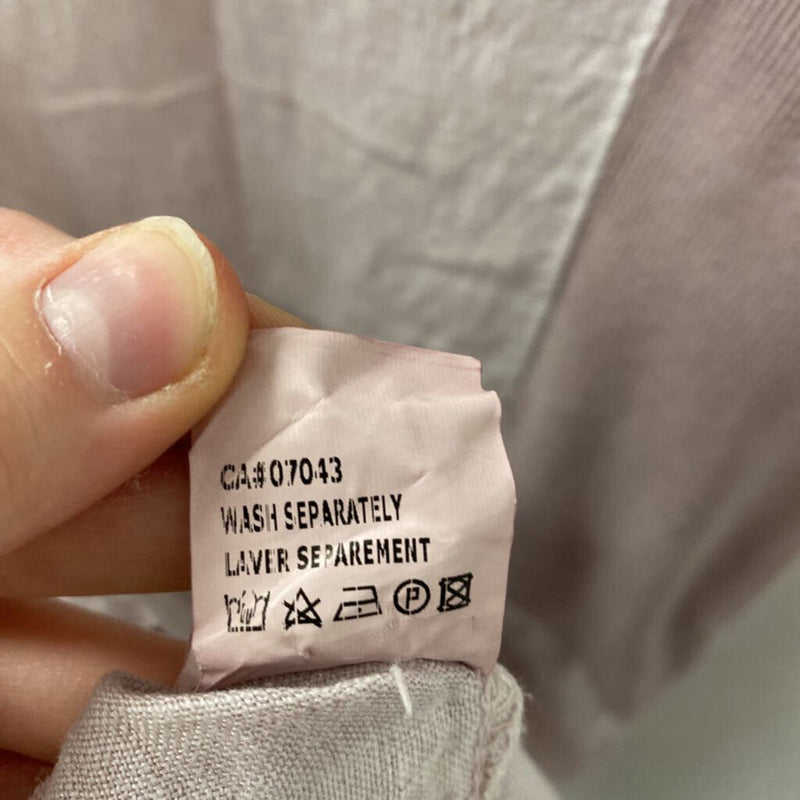 CA#07043
WASH SEPARATELY
LAVER SEPAREMENT
P